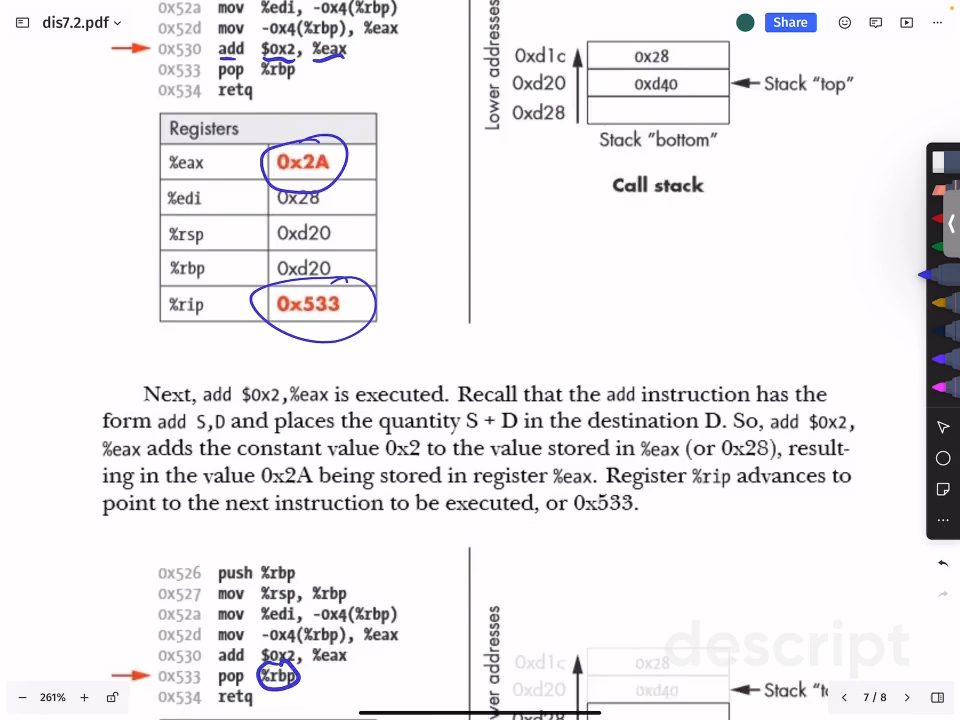 dis7.2.pdf
Share
0x52a mov %edi, -0x4(%rbp)
0x52d mov -0x4(%rbp), %eax
0x530 add $0x2, %eax
0x533 pop %rbp
0x534 retq
Registers
%eax 0x2A
%edi 0x28
%rsp 0xd20
%rbp 0xd20
%rip 0x533
Lower addresses
0xd1c 0x28
0xd20 0xd40 Stack “top”
0xd28
Stack “bottom”
Call stack
Next, add $0x2,%eax is executed. Recall that the add instruction has the
form add S,D and places the quantity S + D in the destination D. So, add $0x2,
%eax adds the constant value 0x2 to the value stored in %eax (or 0x28), result-
ing in the value 0x2A being stored in register %eax. Register %rip advances to
point to the next instruction to be executed, or 0x533.
0x526 push %rbp
0x527 mov %rsp, %rbp
0x52a mov %edi, -0x4(%rbp)
0x52d mov -0x4(%rbp), %eax
0x530 add $0x2, %eax
0x533 pop %rbp
0x534 retq
addresses
0xd1c 0x28
0xd20 0xd40 Stack
descript
261%
7 / 8